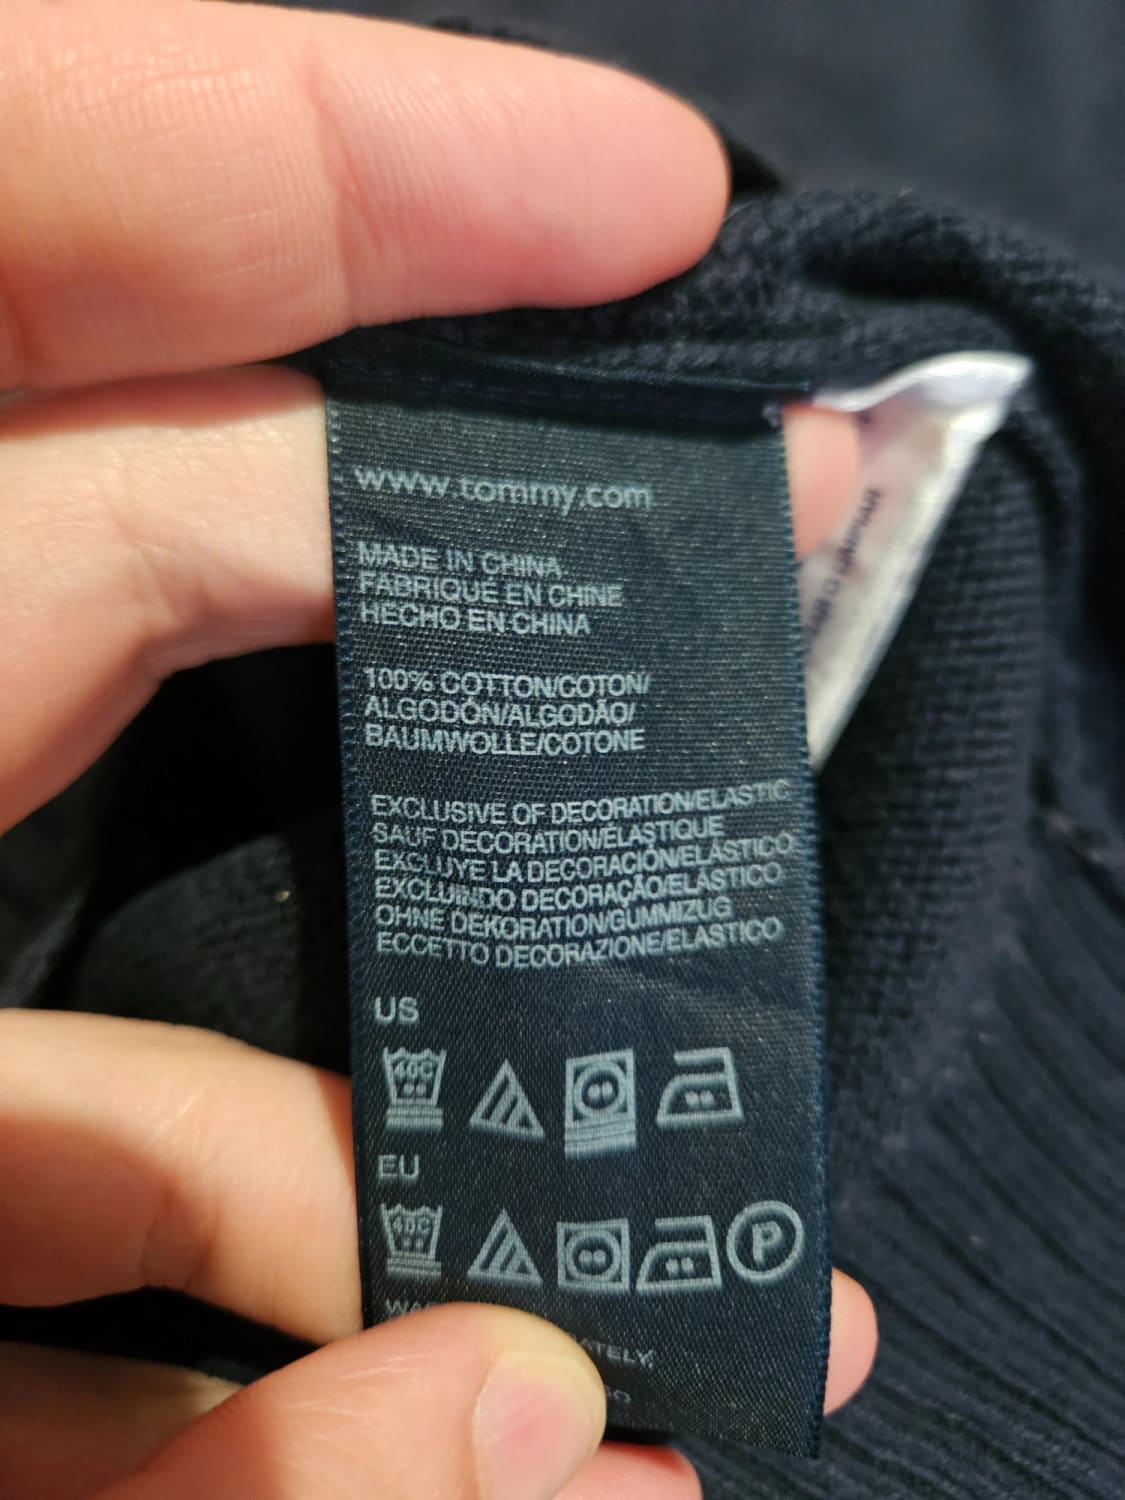 www.tommy.com
MADE IN CHINA
FABRIQUE EN CHINE
HECHO EN CHINA
100% COTTON/COTON/
ALGODÓN/ALGODÃO/
BAUMWOLLE/COTONE
EXCLUSIVE OF DECORATION/ELASTIC
SAUF DECORATION/ÉLASTIQUE
EXCLUYE LA DECORACIÓN/ELÁSTICO
EXCLUINDO DECORAÇÃO/ELÁSTICO
OHNE DEKORATION/GUMMIZUG
ECCETTO DECORAZIONE/ELASTICO
US
40C
EU
40C
P